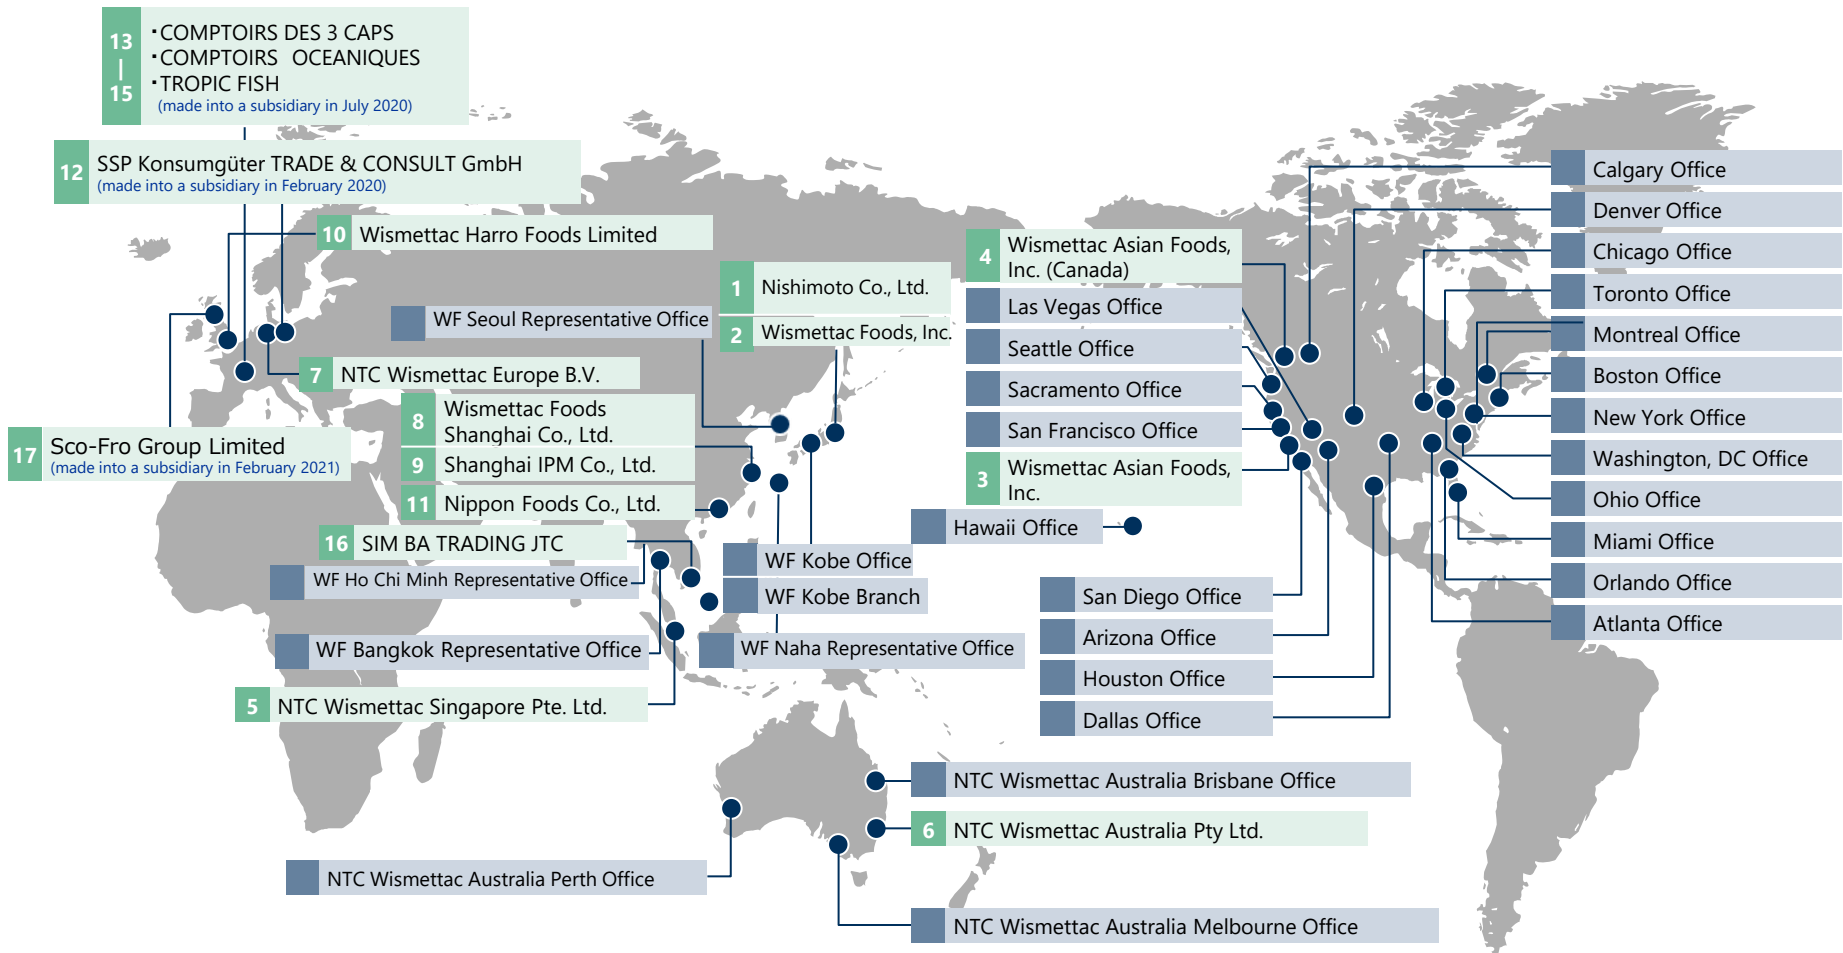 13
|
15
・COMPTOIRS DES 3 CAPS
・COMPTOIRS OCEANIQUES
・TROPIC FISH
(made into a subsidiary in July 2020)
12
SSP Konsumgüter TRADE & CONSULT GmbH
(made into a subsidiary in February 2020)
10 Wismettac Harro Foods Limited
1 Nishimoto Co., Ltd.
2 Wismettac Foods, Inc.
WF Seoul Representative Office
7 NTC Wismettac Europe B.V.
8 Wismettac Foods
Shanghai Co., Ltd.
9 Shanghai IPM Co., Ltd.
11 Nippon Foods Co., Ltd.
17 Sco-Fro Group Limited
(made into a subsidiary in February 2021)
16 SIM BA TRADING JTC
WF Ho Chi Minh Representative Office
WF Bangkok Representative Office
5 NTC Wismettac Singapore Pte. Ltd.
WF Kobe Office
WF Kobe Branch
WF Naha Representative Office
4 Wismettac Asian Foods,
Inc. (Canada)
Las Vegas Office
Seattle Office
Sacramento Office
San Francisco Office
3 Wismettac Asian Foods,
Inc.
Hawaii Office
San Diego Office
Arizona Office
Houston Office
Dallas Office
Calgary Office
Denver Office
Chicago Office
Toronto Office
Montreal Office
Boston Office
New York Office
Washington, DC Office
Ohio Office
Miami Office
Orlando Office
Atlanta Office
NTC Wismettac Australia Brisbane Office
6 NTC Wismettac Australia Pty Ltd.
NTC Wismettac Australia Perth Office
NTC Wismettac Australia Melbourne Office